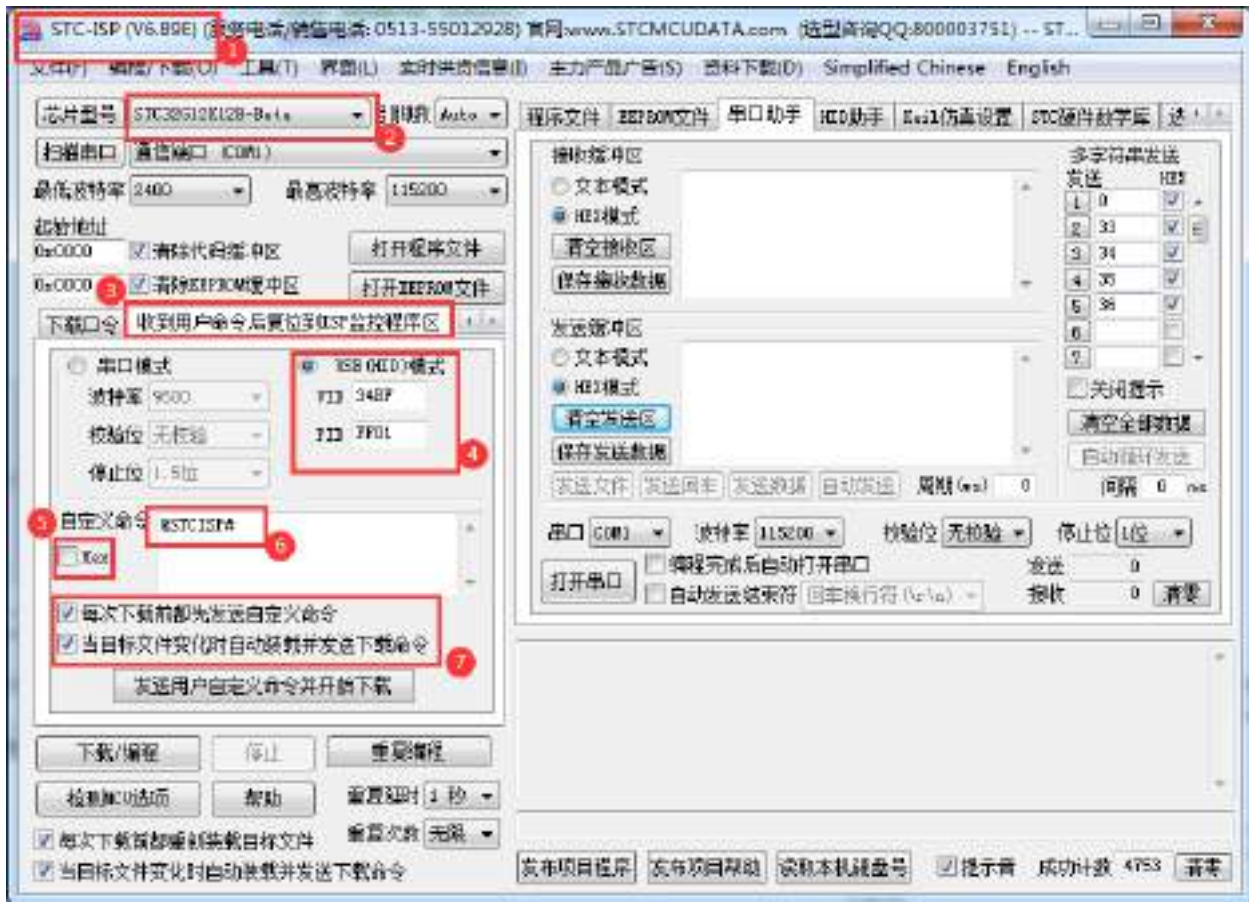 STC-ISP (V6.89E) (服务电话/销售电话: 0513-55012928) 官网:www.STCMCUDATA.com (选型咨询QQ:800003751) -- ST...
1
文件(F) 编程/下载(O) 工具(T) 界面(L) 实时供货信息(I) 主力产品广告(S) 资料下载(D) Simplified Chinese English
芯片型号 STC32G12K128-Beta Auto
2
扫描串口 通信端口 (COM1)
最低波特率 2400 最高波特率 115200
起始地址
0x0000 清除代码缓冲区 打开程序文件
0x0000 清除EEPROM缓冲区 打开EEPROM文件
3
下载口令 收到用户命令后复位到ISP监控程序区
串口模式 USB(HID)模式
波特率 9600 VID 34BF
校验位 无校验 PID FF01
4
停止位 1.5位
5
自定义命令 @STCISP#
6
Hex
每次下载前都先发送自定义命令
当目标文件变化时自动装载并发送下载命令
7
发送用户自定义命令并开始下载
下载/编程 停止 重复编程
检测MCU选项 帮助 重复延时 1 秒
每次下载前都重新装载目标文件 重复次数 无限
当目标文件变化时自动装载并发送下载命令
程序文件 EEPROM文件 串口助手 HID助手 Keil仿真设置 STC硬件数学库 选
接收缓冲区
文本模式
HEX模式
清空接收区
保存接收数据
多字符串发送
发送 HEX
1 0
2 33
3 34
4 35
5 36
6
7
关闭提示
清空全部数据
自动循环发送
间隔 0 ms
发送缓冲区
文本模式
HEX模式
清空发送区
保存发送数据
发送文件 发送回车 发送数据 自动发送 周期(ms) 0
串口 COM1 波特率 115200 校验位 无校验 停止位 1位
打开串口 编程完成后自动打开串口 发送 0
自动发送结束符 回车换行符(\r\n) 接收 0 清零
发布项目程序 发布项目帮助 读取本机硬盘号 提示音 成功计数 4753 清零